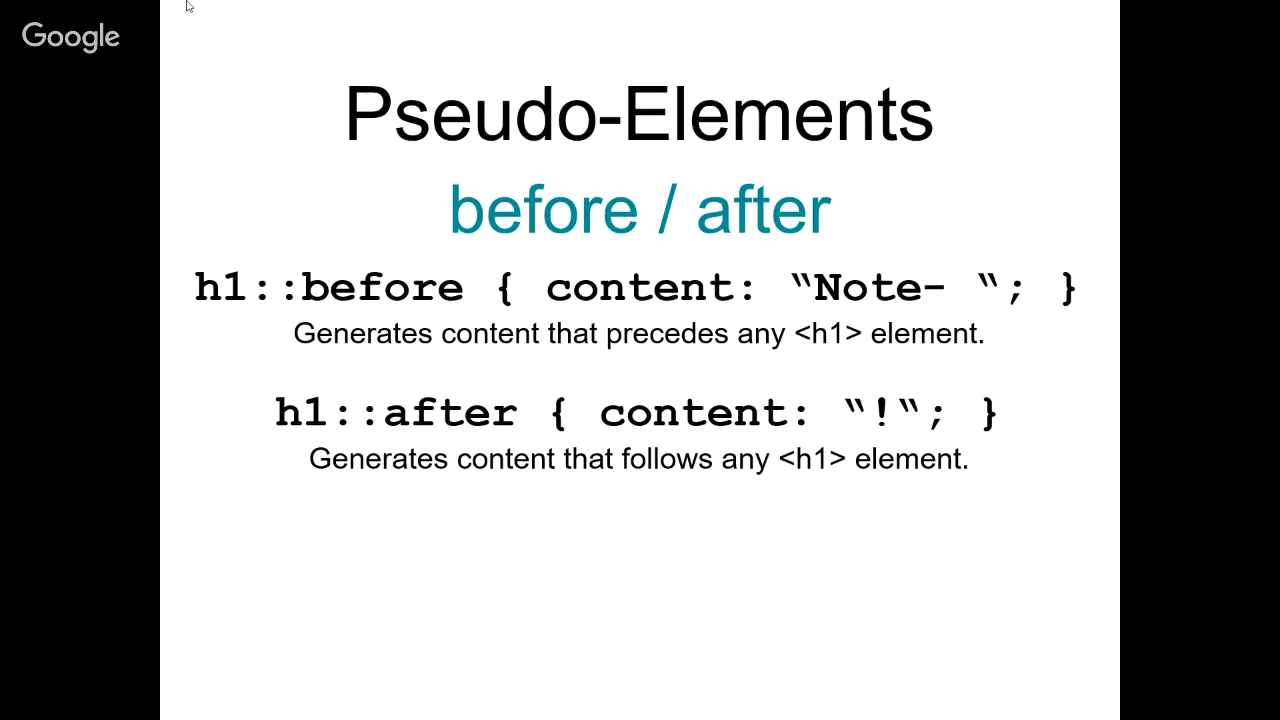 Google
Pseudo-Elements
before / after
h1::before { content: “Note- “; }
Generates content that precedes any <h1> element.
h1::after { content: “!“; }
Generates content that follows any <h1> element.